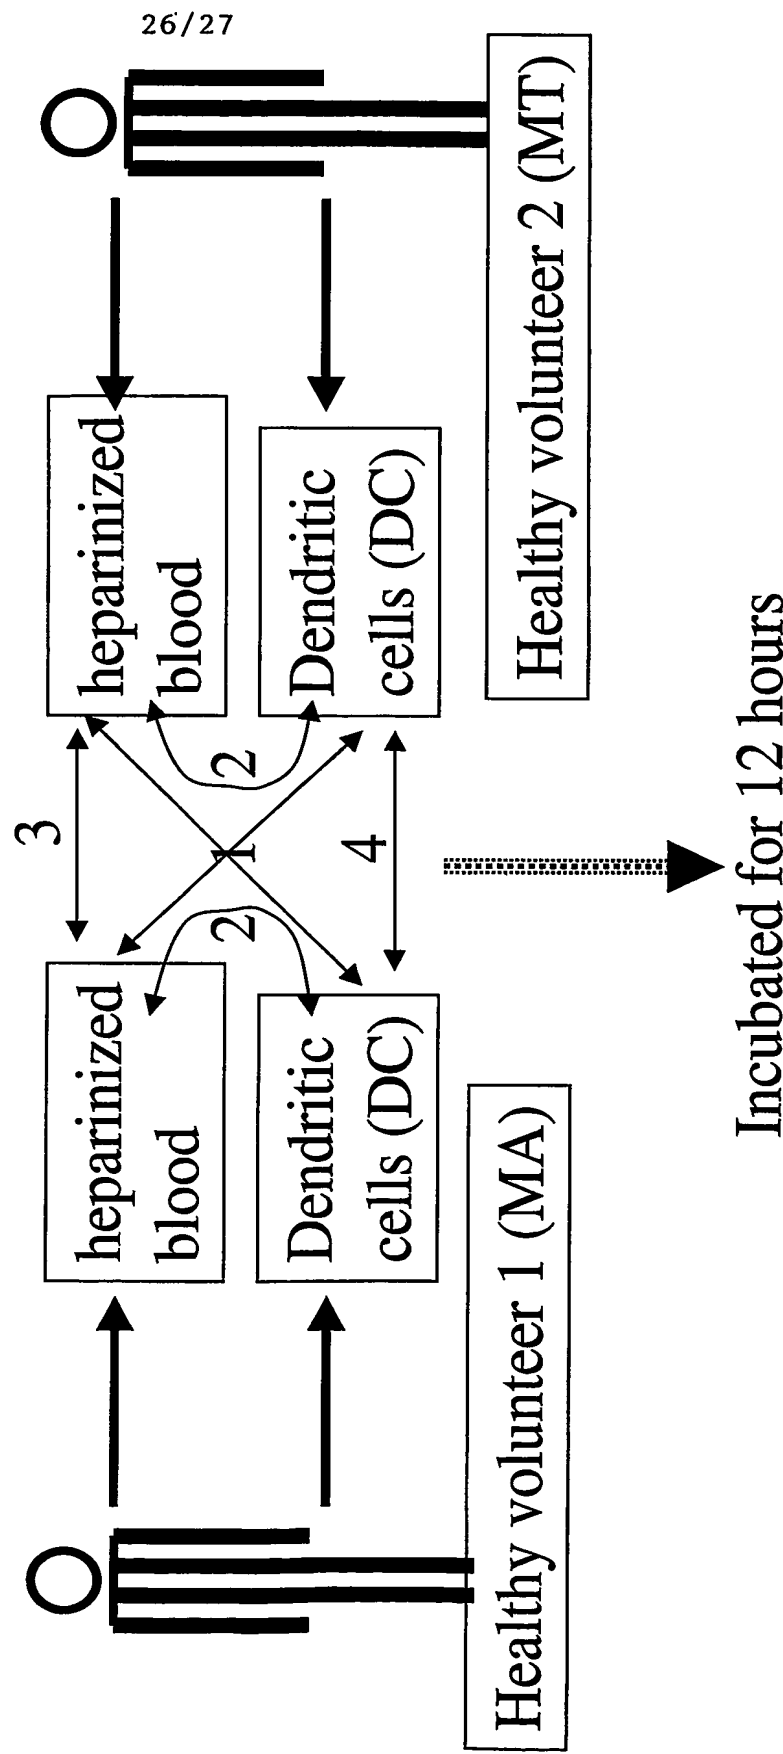 26/27
3
heparinized
blood
heparinized
blood
2
2
1
Dendritic
cells (DC)
4
Dendritic
cells (DC)
Healthy volunteer 1 (MA)
Healthy volunteer 2 (MT)
Incubated for 12 hours